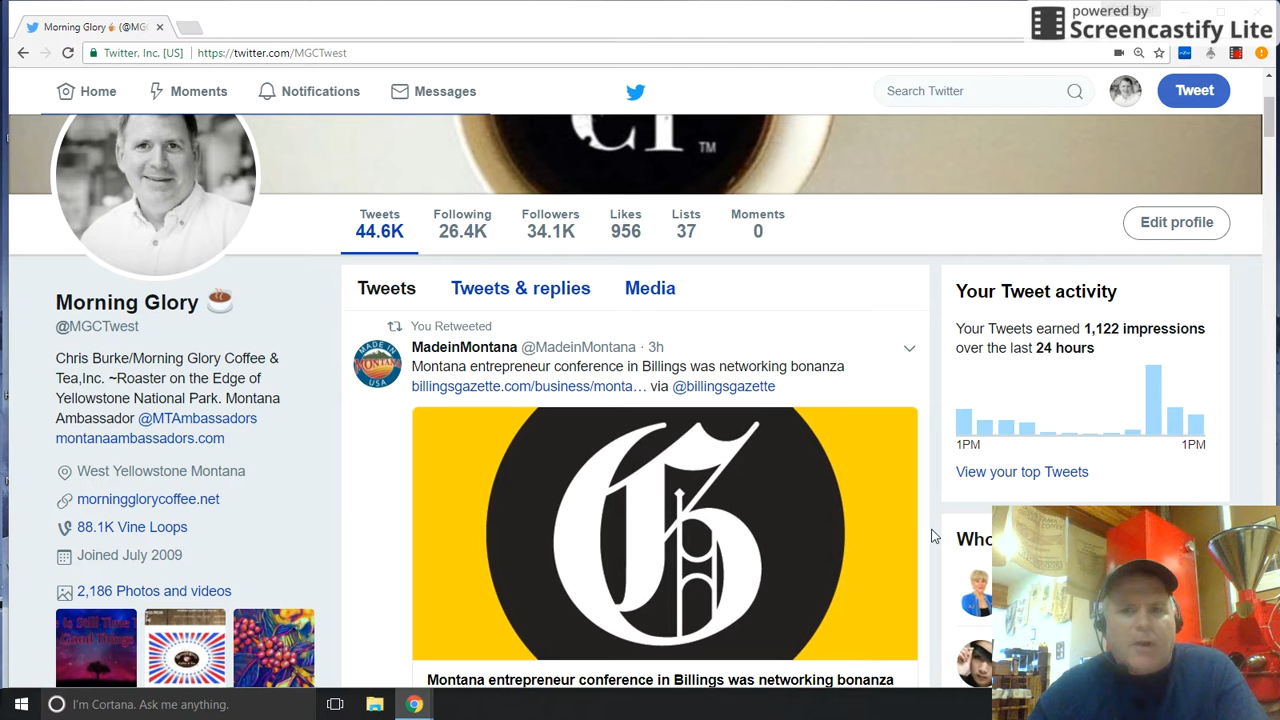 powered by
Screencastify Lite
Morning Glory (@MG
Twitter, Inc. [US]
https://twitter.com/MGCTwest
Home
Moments
Notifications
Messages
Search Twitter
Tweet
TM
Tweets
44.6K
Following
26.4K
Followers
34.1K
Likes
956
Lists
37
Moments
0
Edit profile
Morning Glory ☕
@MGCTwest
Chris Burke/Morning Glory Coffee &
Tea,Inc. ~Roaster on the Edge of
Yellowstone National Park. Montana
Ambassador @MTAmbassadors
montanaambassadors.com
West Yellowstone Montana
morningglorycoffee.net
88.1K Vine Loops
Joined July 2009
2,186 Photos and videos
Tweets
Tweets & replies
Media
You Retweeted
MadeinMontana @MadeinMontana · 3h
Montana entrepreneur conference in Billings was networking bonanza
billingsgazette.com/business/monta… via @billingsgazette
MADE IN
MONTANA
USA
G
Montana entrepreneur conference in Billings was networking bonanza
Your Tweet activity
Your Tweets earned 1,122 impressions
over the last 24 hours
1PM
1PM
View your top Tweets
Who
I'm Cortana. Ask me anything.